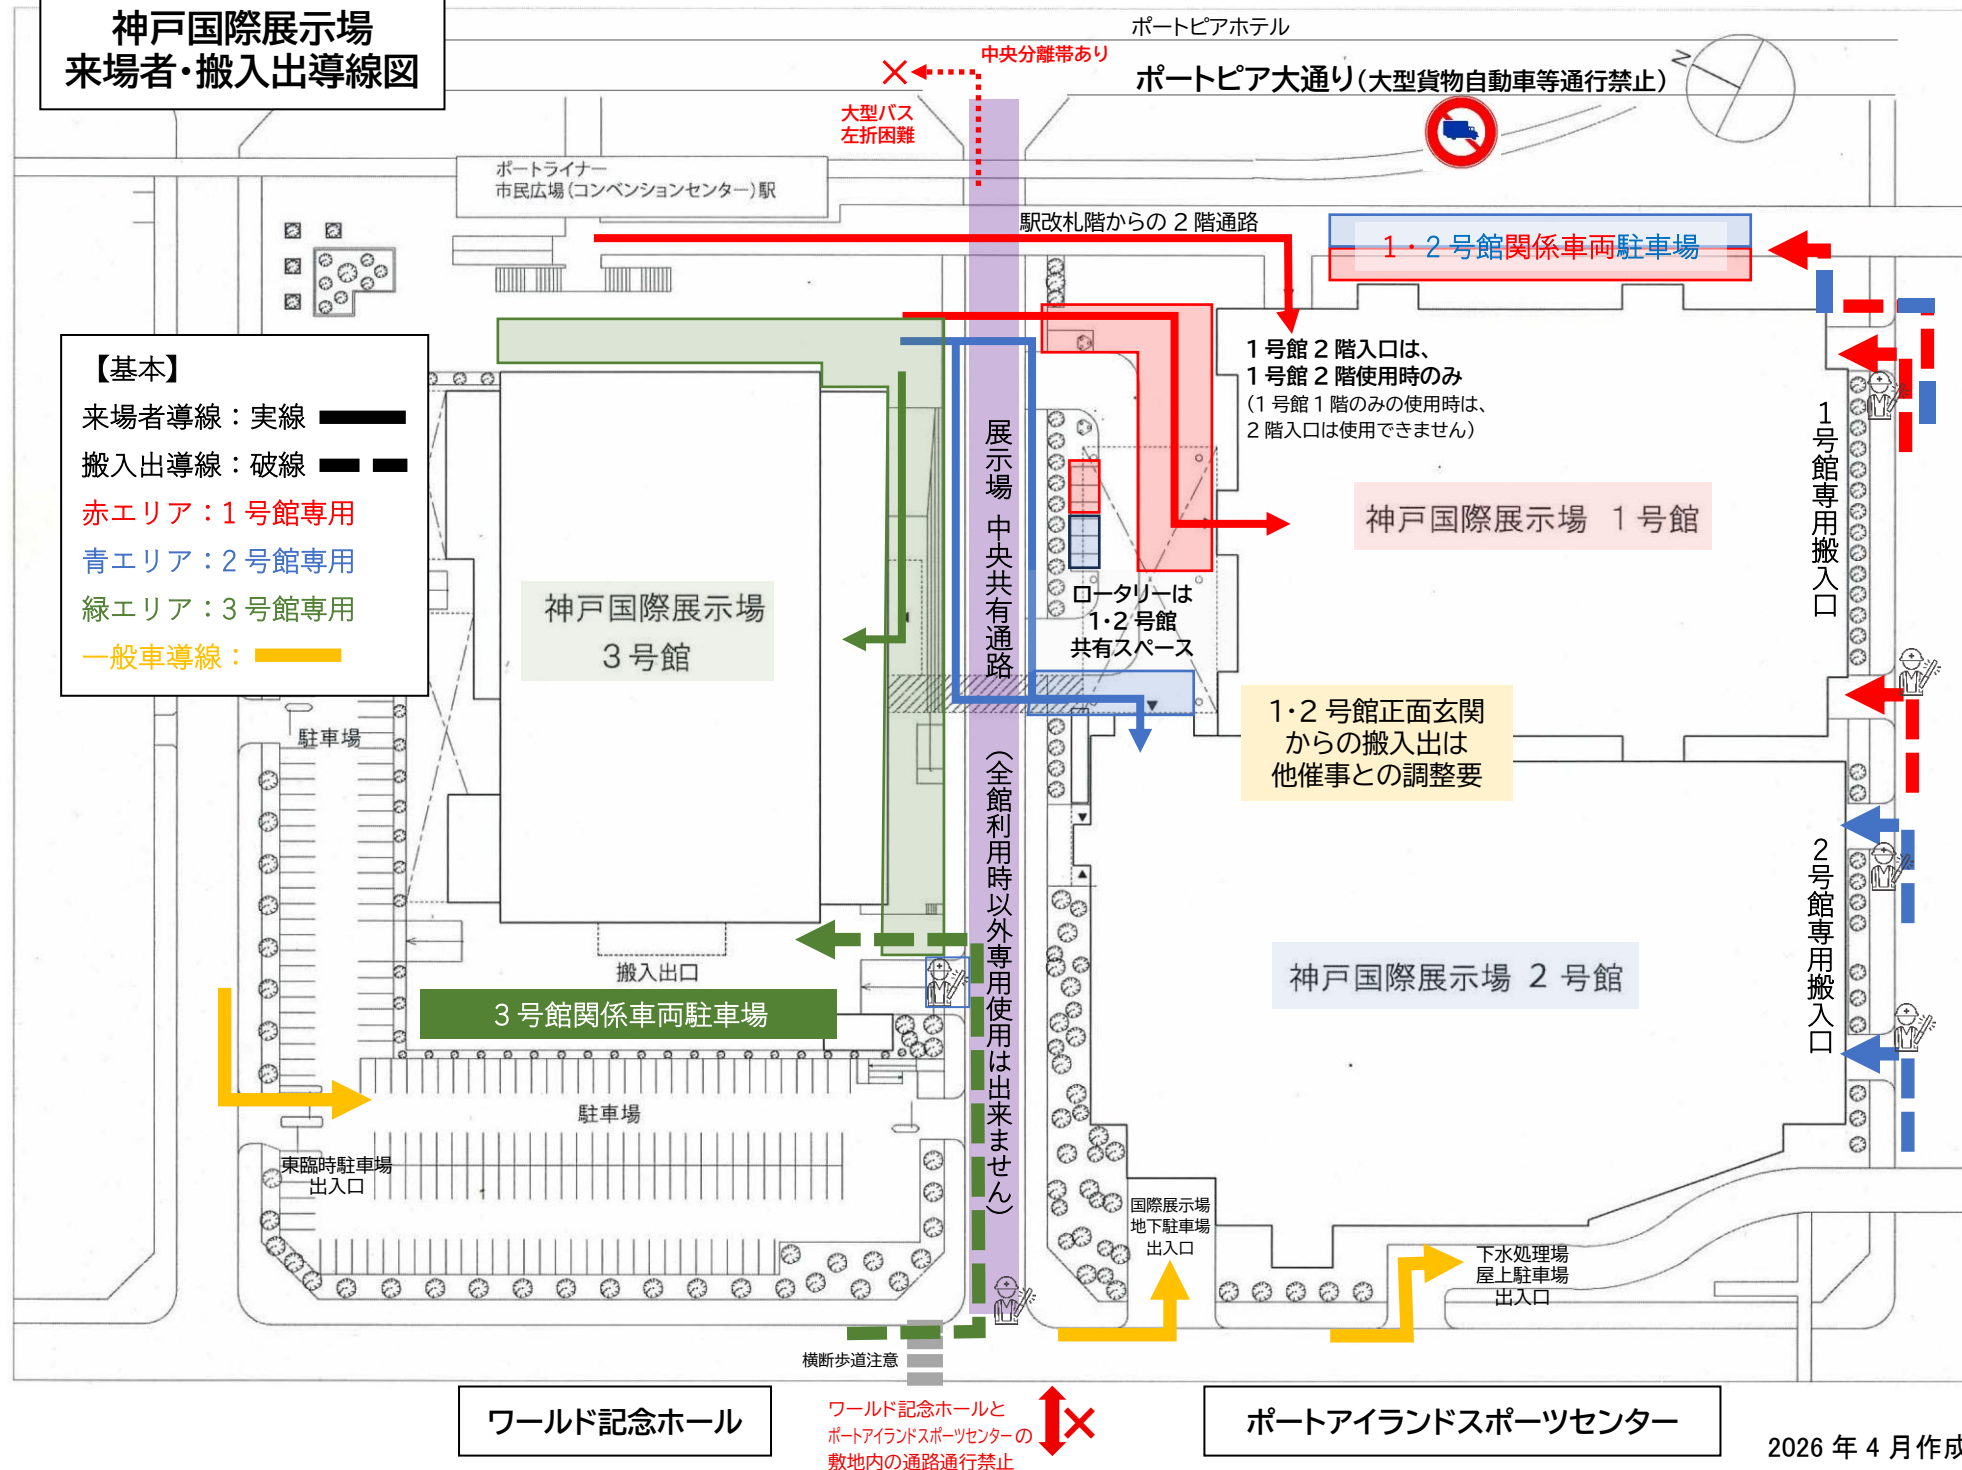 神戸国際展示場
来場者・搬入出導線図
ポートピアホテル
中央分離帯あり
ポートピア大通り(大型貨物自動車等通行禁止)
N
大型バス
左折困難
ポートライナー
市民広場(コンベンションセンター)駅
駅改札階からの 2 階通路
1・2 号館関係車両駐車場
【基本】
来場者導線：実線
搬入出導線：破線
赤エリア：1 号館専用
青エリア：2 号館専用
緑エリア：3 号館専用
一般車導線：
1 号館 2 階入口は、
1 号館 2 階使用時のみ
(1 号館 1 階のみの使用時は、
2 階入口は使用できません)
1号館専用搬入口
展示場 中央共有通路 (全館利用時以外専用使用は出来ません)
神戸国際展示場 1 号館
神戸国際展示場
3 号館
ロータリーは
1・2 号館
共有スペース
1・2 号館正面玄関
からの搬入出は
他催事との調整要
駐車場
2号館専用搬入口
搬入出口
神戸国際展示場 2 号館
3 号館関係車両駐車場
駐車場
東臨時駐車場
出入口
国際展示場
地下駐車場
出入口
下水処理場
屋上駐車場
出入口
横断歩道注意
ワールド記念ホール
ワールド記念ホールと
ポートアイランドスポーツセンターの
敷地内の通路通行禁止
ポートアイランドスポーツセンター
2026 年 4 月作成